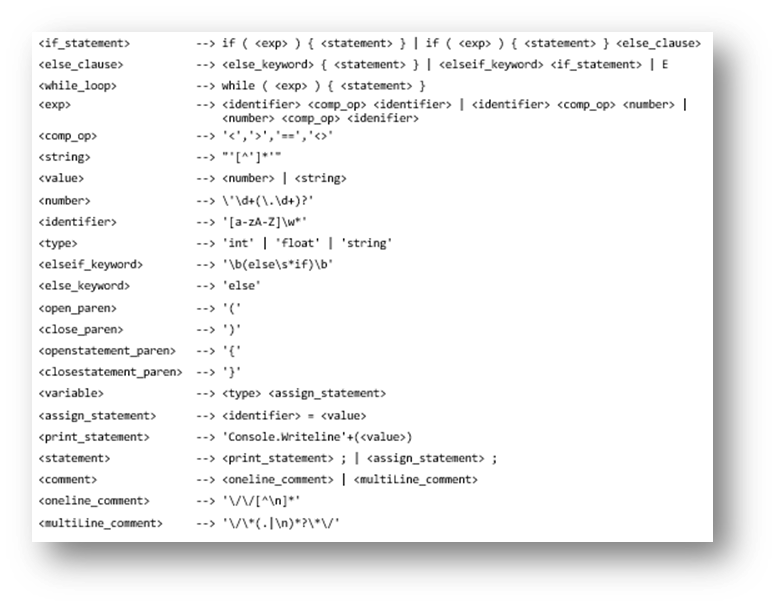 <if_statement> --> if ( <exp> ) { <statement> } | if ( <exp> ) { <statement> } <else_clause>
<else_clause> --> <else_keyword> { <statement> } | <elseif_keyword> <if_statement> | E
<while_loop> --> while ( <exp> ) { <statement> }
<exp> --> <identifier> <comp_op> <identifier> | <identifier> <comp_op> <number> |
<number> <comp_op> <idenifier>
<comp_op> --> '<','>','==','<>'
<string> --> "'[^']*'"
<value> --> <number> | <string>
<number> --> \'\d+(\.\d+)?'
<identifier> --> '[a-zA-Z]\w*'
<type> --> 'int' | 'float' | 'string'
<elseif_keyword> --> '\b(else\s*if)\b'
<else_keyword> --> 'else'
<open_paren> --> '('
<close_paren> --> ')'
<openstatement_paren> --> '{'
<closestatement_paren> --> '}'
<variable> --> <type> <assign_statement>
<assign_statement> --> <identifier> = <value>
<print_statement> --> 'Console.Writeline'+(<value>)
<statement> --> <print_statement> ; | <assign_statement> ;
<comment> --> <oneline_comment> | <multiLine_comment>
<oneline_comment> --> '\/\/[^\n]*'
<multiLine_comment> --> '\/\*(.|\n)*?\*\/'